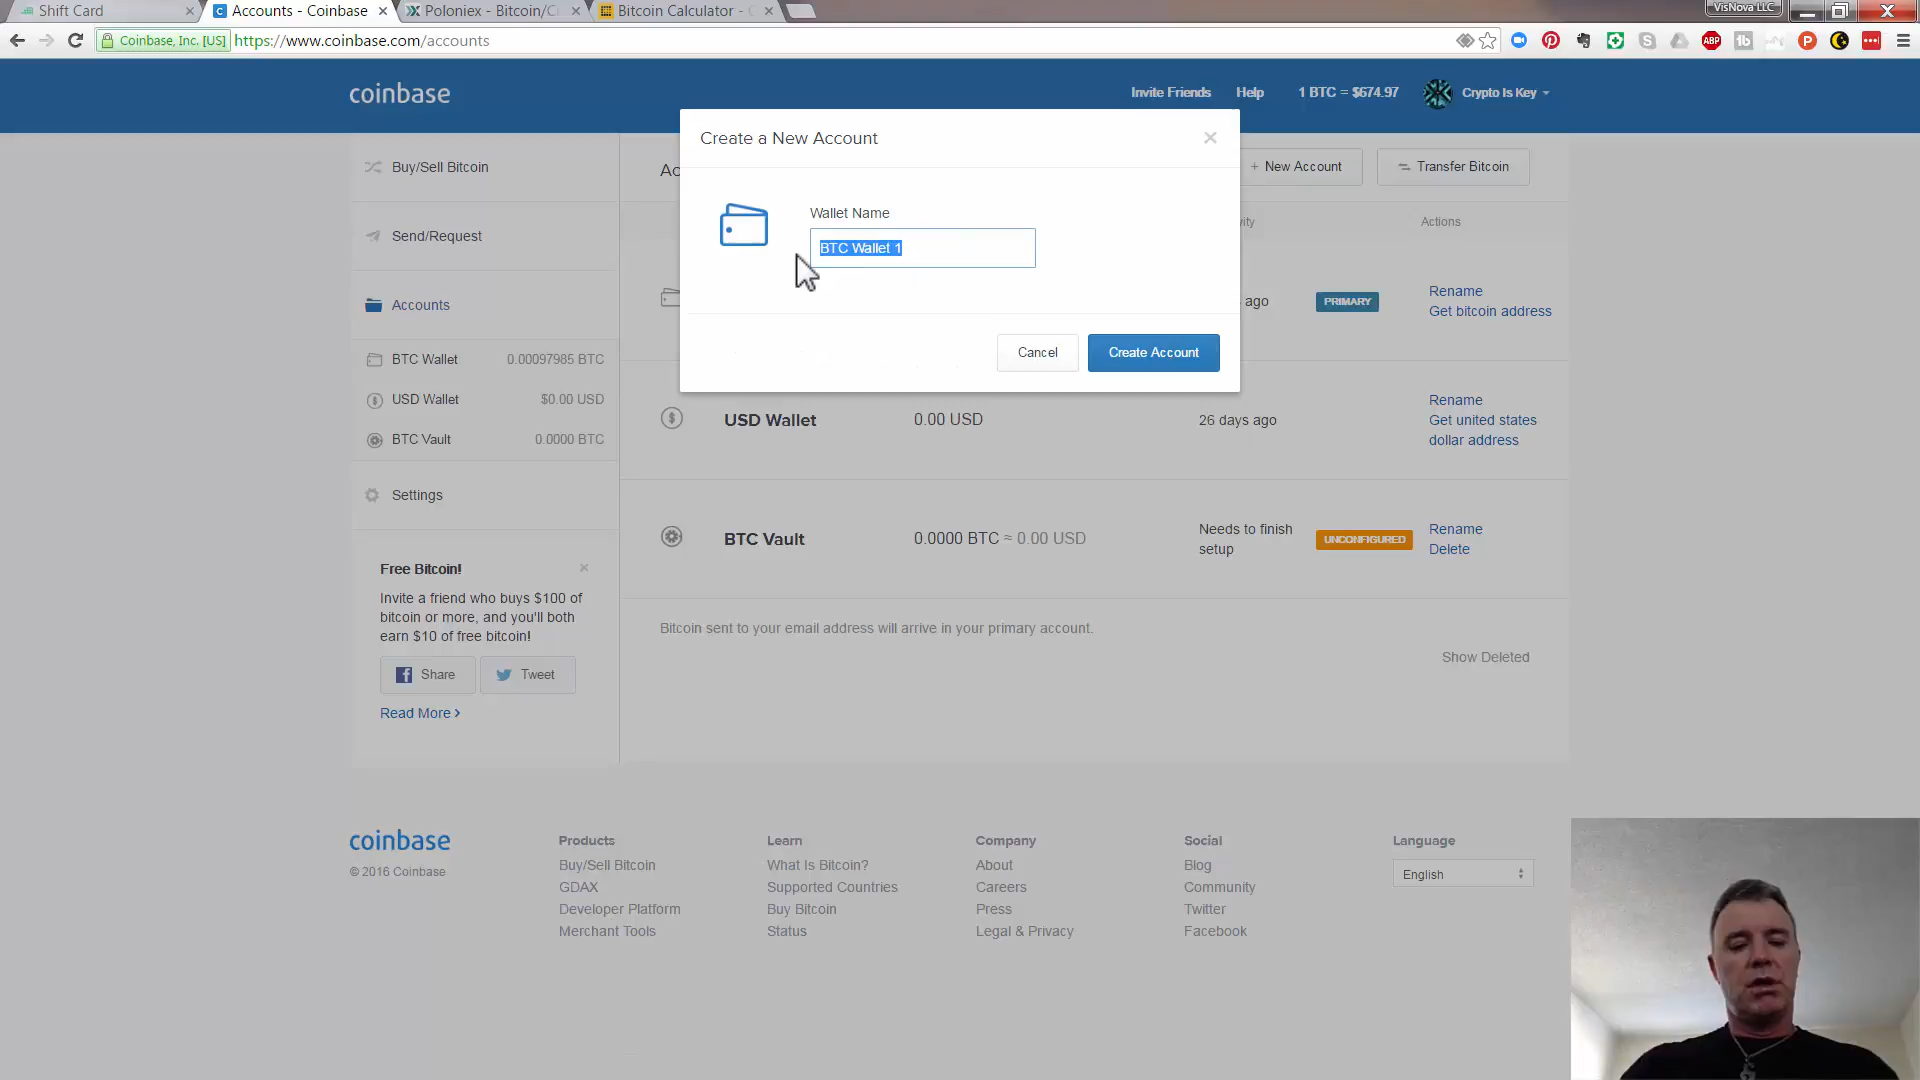 Shift Card
Accounts - Coinbase
Poloniex - Bitcoin/C
Bitcoin Calculator -
VisNova LLC
Coinbase, Inc. [US]
https://www.coinbase.com/accounts
ABP
coinbase
Invite Friends
Help
1 BTC = $674.97
Crypto Is Key
Create a New Account
Wallet Name
BTC Wallet 1
Cancel
Create Account
Buy/Sell Bitcoin
Send/Request
Accounts
BTC Wallet 0.00097985 BTC
USD Wallet $0.00 USD
BTC Vault 0.0000 BTC
Settings
Free Bitcoin!
Invite a friend who buys $100 of
bitcoin or more, and you'll both
earn $10 of free bitcoin!
Share
Tweet
Read More >
Ac
+ New Account
Transfer Bitcoin
vity
Actions
ago
PRIMARY
Rename
Get bitcoin address
USD Wallet
0.00 USD
26 days ago
Rename
Get united states
dollar address
BTC Vault
0.0000 BTC ≈ 0.00 USD
Needs to finish
setup
UNCONFIGURED
Rename
Delete
Bitcoin sent to your email address will arrive in your primary account.
Show Deleted
coinbase
© 2016 Coinbase
Products
Buy/Sell Bitcoin
GDAX
Developer Platform
Merchant Tools
Learn
What Is Bitcoin?
Supported Countries
Buy Bitcoin
Status
Company
About
Careers
Press
Legal & Privacy
Social
Blog
Community
Twitter
Facebook
Language
English